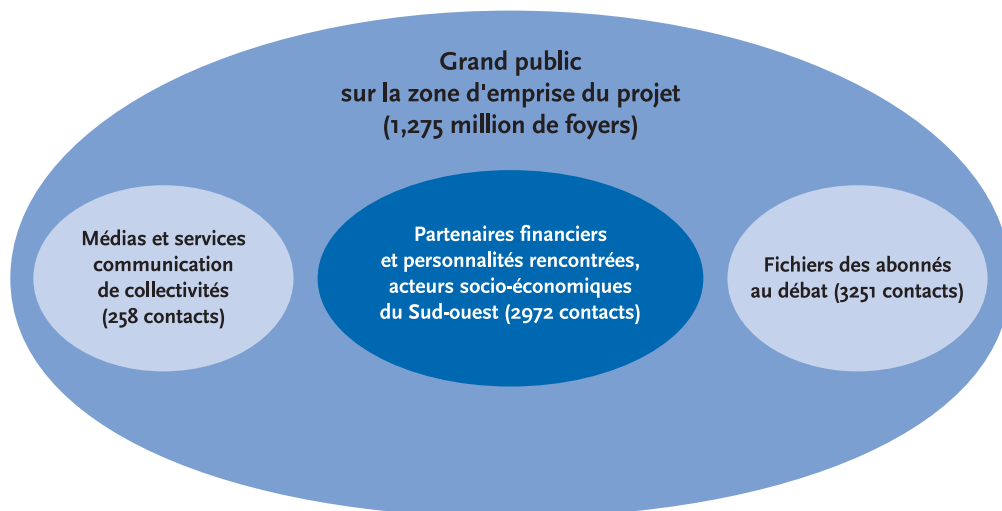 Grand public
sur la zone d'emprise du projet
(1,275 million de foyers)
Médias et services
communication
de collectivités
(258 contacts)
Partenaires financiers
et personnalités rencontrées,
acteurs socio-économiques
du Sud-ouest (2972 contacts)
Fichiers des abonnés
au débat (3251 contacts)